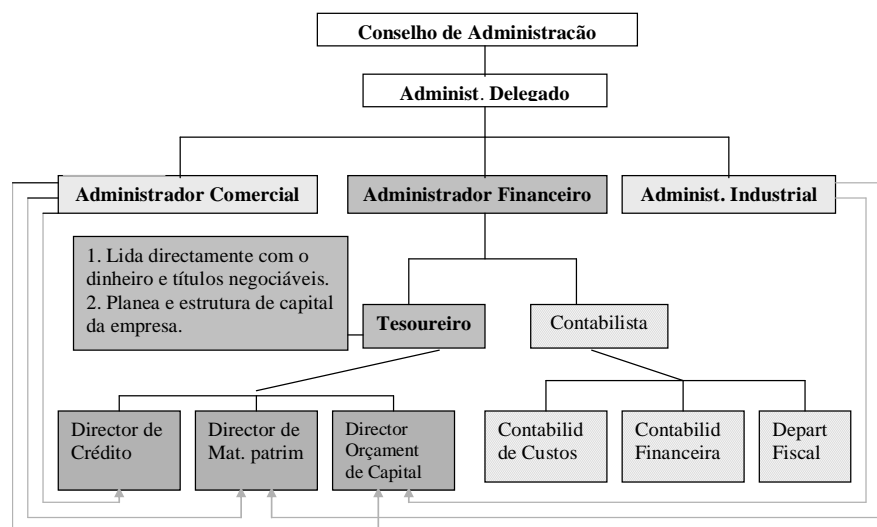 Conselho de Administração
Administ. Delegado
Administrador Comercial
Administrador Financeiro
Administ. Industrial
1. Lida directamente com o
dinheiro e títulos negociáveis.
2. Planea e estrutura de capital
da empresa.
Tesoureiro
Contabilista
Director de
Crédito
Director de
Mat. patrim
Director
Orçament
de Capital
Contabilid
de Custos
Contabilid
Financeira
Depart
Fiscal